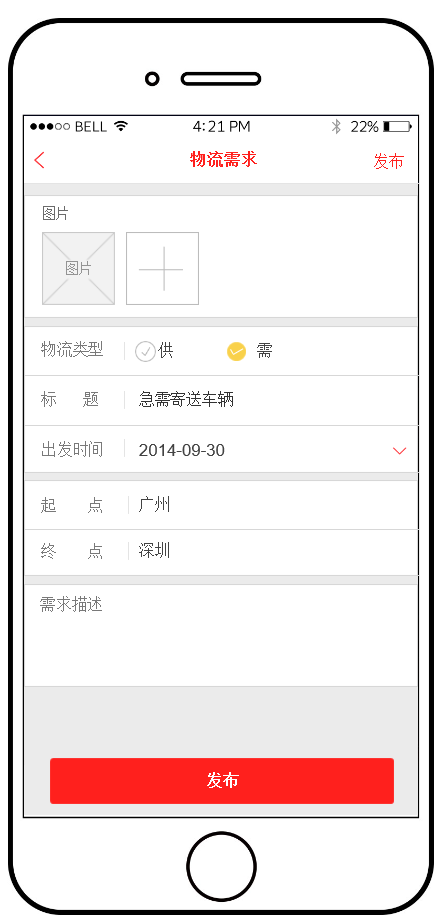 BELL 4:21 PM 22%
物流需求 发布
图片
图片
物流类型 供 需
标 题 急需寄送车辆
出发时间 2014-09-30
起 点 广州
终 点 深圳
需求描述
发布